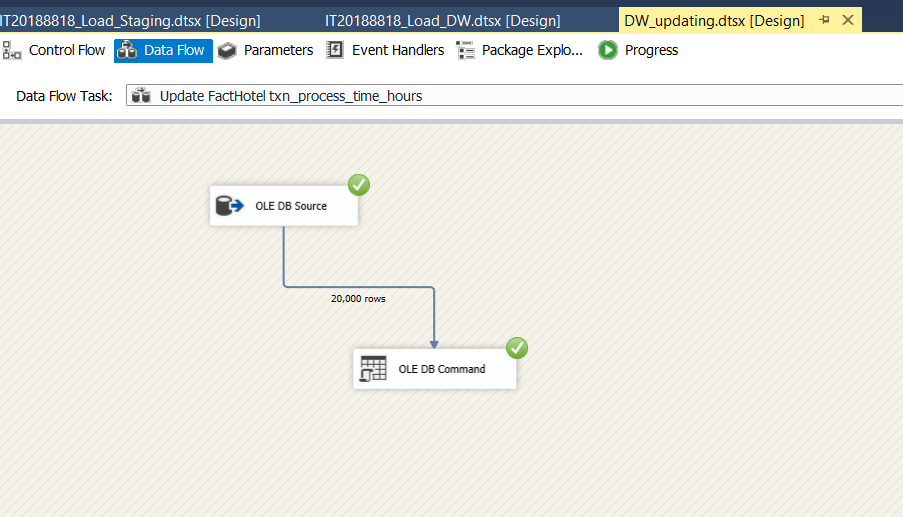 IT20188818_Load_Staging.dtsx [Design] IT20188818_Load_DW.dtsx [Design] DW_updating.dtsx [Design]
Control Flow Data Flow Parameters Event Handlers Package Explo... Progress
Data Flow Task: Update FactHotel txn_process_time_hours
OLE DB Source
20,000 rows
OLE DB Command